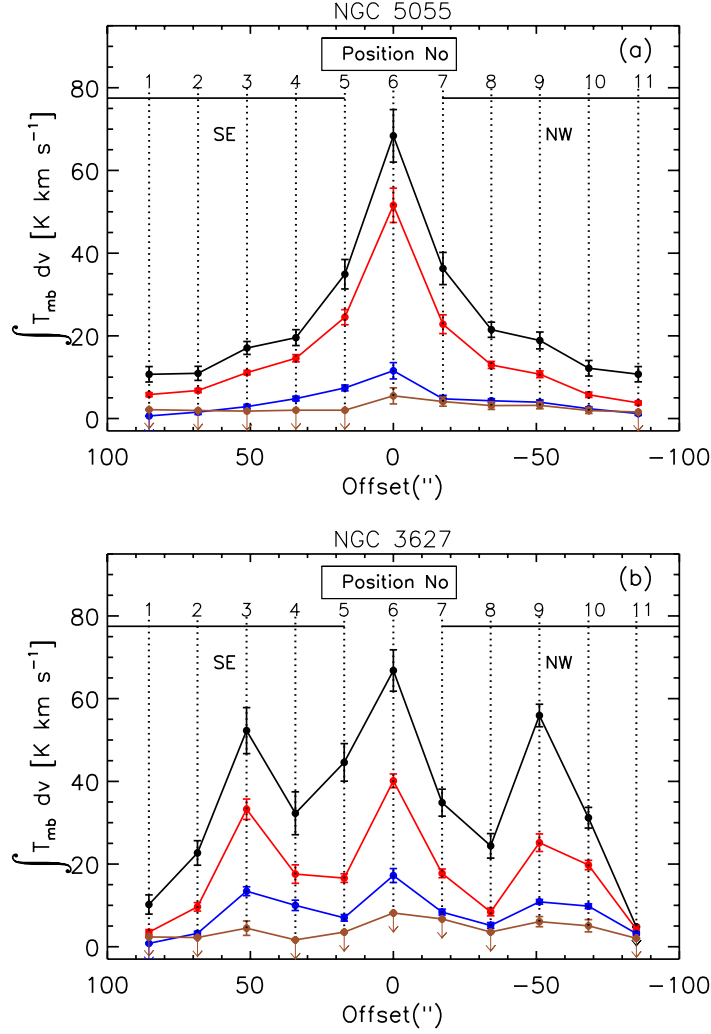 NGC 5055
Position No (a)
1 2 3 4 5 6 7 8 9 10 11
SE NW
80
60
40
20
0
∫ Tmb dv [K km s⁻¹]
100 50 0 −50 −100
Offset('')
NGC 3627
Position No (b)
1 2 3 4 5 6 7 8 9 10 11
SE NW
80
60
40
20
0
∫ Tmb dv [K km s⁻¹]
100 50 0 −50 −100
Offset('')